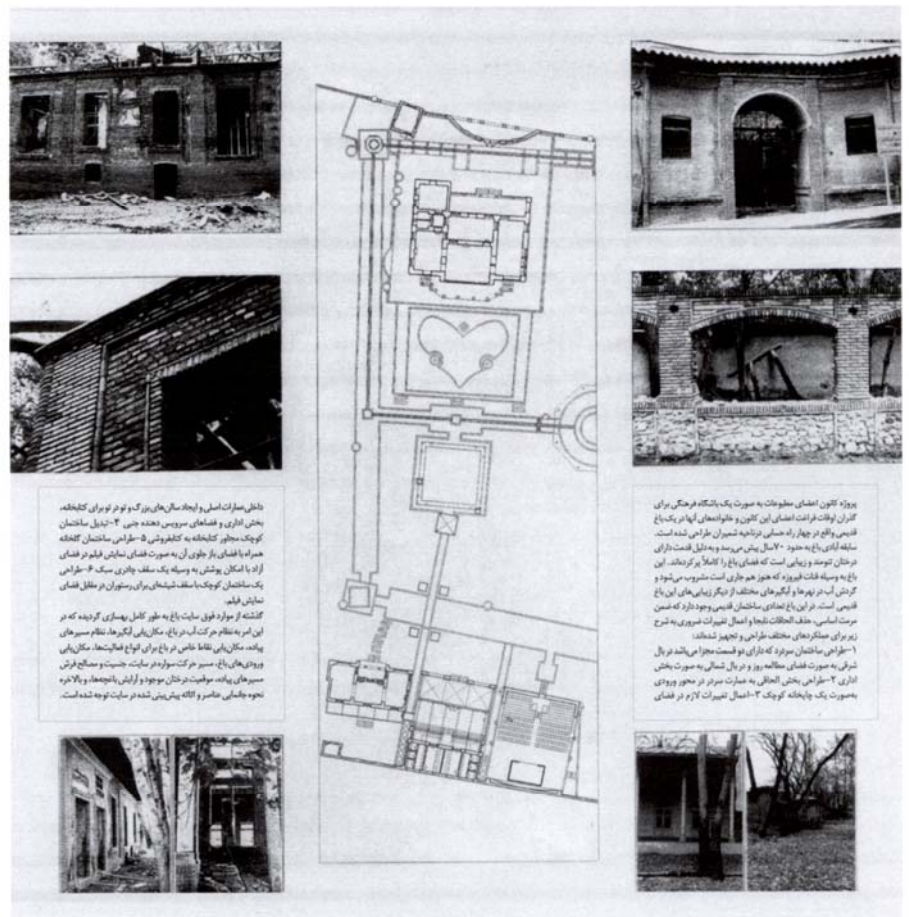 پروژه کانون اعضای مطبوعات به صورت یک باشگاه فرهنگی برای
گذران اوقات فراغت اعضای این کانون و خانواده‌های آنها در یک باغ
قدیمی واقع در چهار راه حسابی در ناحیه شمیران طراحی شده است.
سابقه آبادی باغ به حدود ۷۰ سال پیش می‌رسد و به دلیل قدمت دارای
درختان تنومند و زیبایی است که فضای باغ را کاملاً پر کرده‌اند. این
باغ به وسیله قنات فیروزه که هنوز هم جاری است مشروب می‌شود و
گردش آب در نهرها و آبگیرهای مختلف از دیگر زیبایی‌های این باغ
قدیمی است. در این باغ تعدادی ساختمان قدیمی وجود دارد که ضمن
مرمت اساسی، حذف الحاقات نابجا و اعمال تغییرات ضروری به شرح
زیر برای عملکردهای مختلف طراحی و تجهیز شده‌اند:
۱-طراحی ساختمان سردرد که دارای دو قسمت مجزا می‌باشد در بال
شرقی به صورت فضای مطالعه روز و در بال شمالی به صورت بخش
اداری ۲-طراحی بخش الحاقی به عمارت سردر در محور ورودی
به‌صورت یک چایخانه کوچک ۳-اعمال تغییرات لازم در فضای
داخلی عمارات اصلی و ایجاد سالن‌های بزرگ و تو در تو برای کتابخانه،
بخش اداری و فضاهای سرویس دهنده جنبی ۴-تبدیل ساختمان
کوچک مجاور کتابخانه به کتابفروشی ۵-طراحی ساختمان گلخانه
همراه با فضای باز جلوی آن به صورت فضای نمایش فیلم در فضای
آزاد با امکان پوشش به وسیله یک سقف چادری سبک ۶-طراحی
یک ساختمان کوچک با سقف شیشه‌ای برای رستوران در مقابل فضای
نمایش فیلم.
گذشته از موارد فوق سایت باغ به طور کامل بهسازی گردیده که در
این امر به نظام حرکت آب در باغ، مکان‌یابی آبگیرها، نظام مسیرهای
پیاده، مکان‌یابی نقاط خاص در باغ برای انواع فعالیت‌ها، مکان‌یابی
ورودی‌های باغ، مسیر حرکت سواره در سایت، جنسیت و مصالح فرش
مسیرهای پیاده، موقعیت درختان موجود و آرایش باغچه‌ها، و بالاخره
نحوه جانمایی عناصر و اثاثه پیش‌بینی شده در سایت توجه شده است.